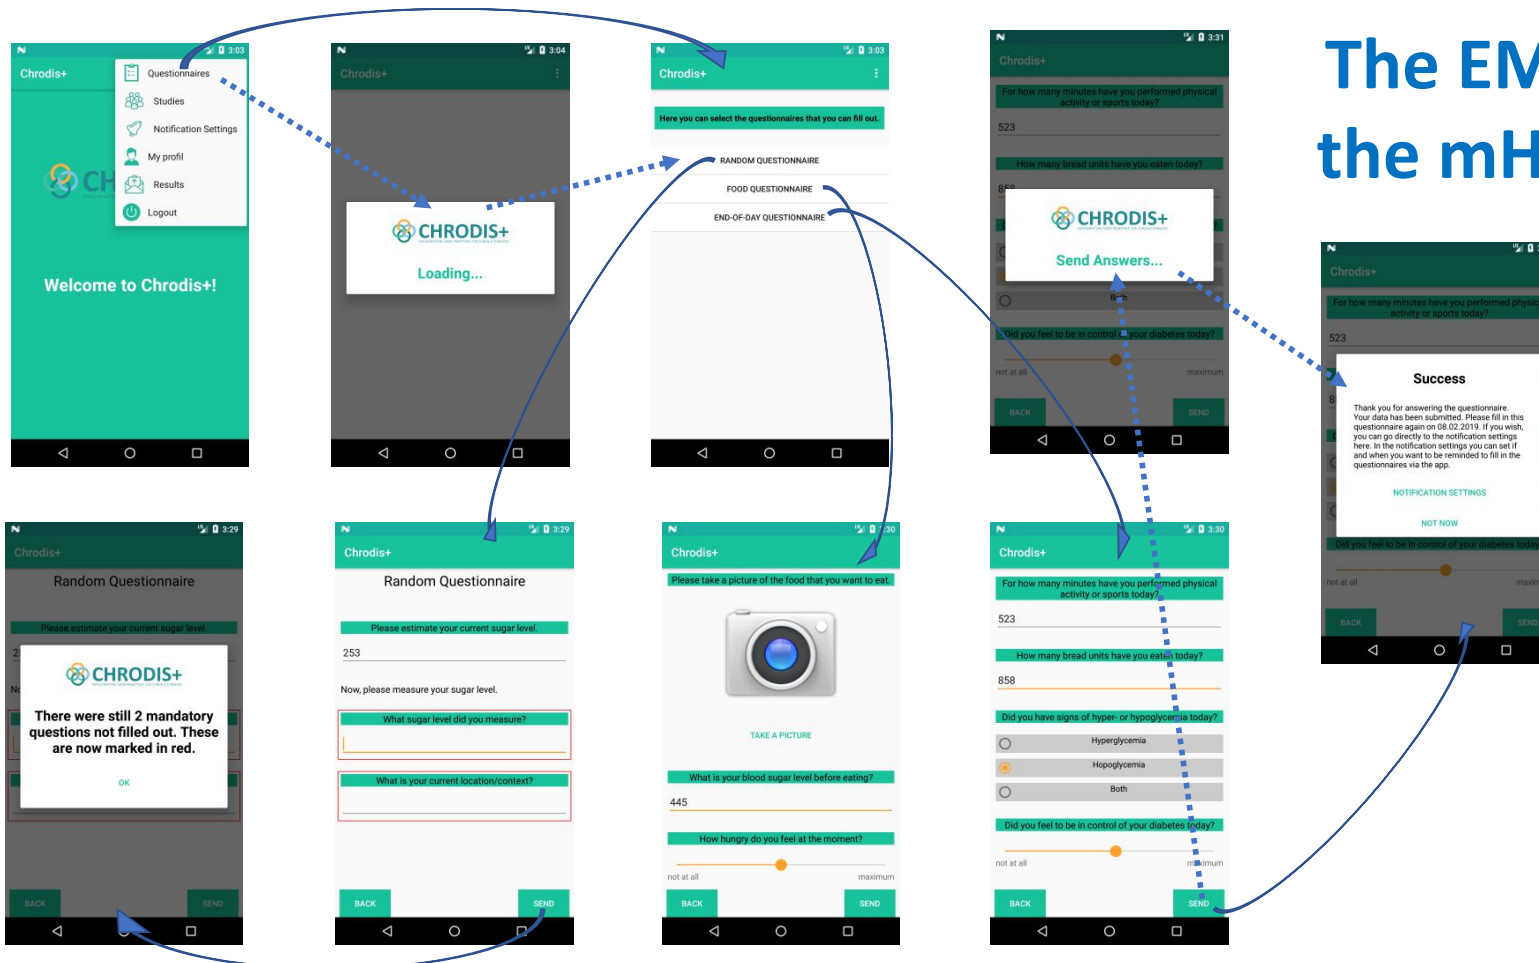 The EM
the mH
3:03
Chrodis+
Questionnaires
Studies
Notification Settings
My profil
Results
Logout
CH
Welcome to Chrodis+!
3:04
Chrodis+
CHRODIS+
Loading...
3:03
Chrodis+
Here you can select the questionnaires that you can fill out.
RANDOM QUESTIONNAIRE
FOOD QUESTIONNAIRE
END-OF-DAY QUESTIONNAIRE
3:31
Chrodis+
For how many minutes have you performed physical
activity or sports today?
523
How many bread units have you eaten today?
858
CHRODIS+
Send Answers...
Both
Did you feel to be in control of your diabetes today?
not at all
maximum
BACK
SEND
Chrodis+
For how many minutes have you performed physic
activity or sports today?
523
Success
Thank you for answering the questionnaire.
Your data has been submitted. Please fill in this
questionnaire again on 08.02.2019. If you wish,
you can go directly to the notification settings
here. In the notification settings you can set if
and when you want to be reminded to fill in the
questionnaires via the app.
NOTIFICATION SETTINGS
NOT NOW
Did you feel to be in control of your diabetes today
not at all
maxim
BACK
SEND
3:29
Chrodis+
Random Questionnaire
Please estimate your current sugar level.
CHRODIS+
There were still 2 mandatory
questions not filled out. These
are now marked in red.
OK
BACK
SEND
3:29
Chrodis+
Random Questionnaire
Please estimate your current sugar level.
253
Now, please measure your sugar level.
What sugar level did you measure?
What is your current location/context?
BACK
SEND
3:30
Chrodis+
Please take a picture of the food that you want to eat.
TAKE A PICTURE
What is your blood sugar level before eating?
445
How hungry do you feel at the moment?
not at all
maximum
BACK
SEND
3:30
Chrodis+
For how many minutes have you performed physical
activity or sports today?
523
How many bread units have you eaten today?
858
Did you have signs of hyper- or hypoglycemia today?
Hyperglycemia
Hopoglycemia
Both
Did you feel to be in control of your diabetes today?
not at all
maximum
BACK
SEND